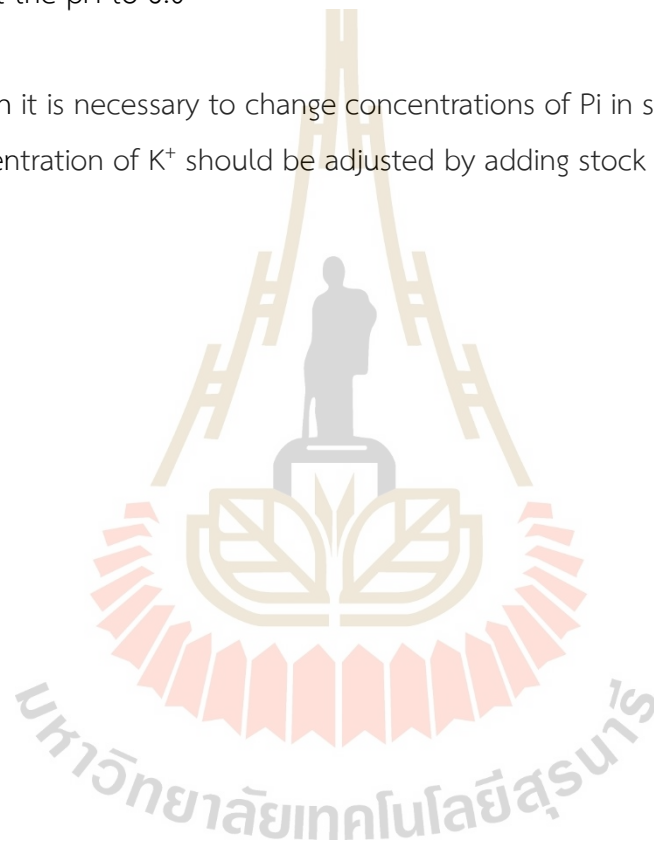 the pH to
n it is necessary to change concentrations of Pi in s
entration of K⁺ should be adjusted by adding stock
มหาวิทยาลัยเทคโนโลยีสุรนารี